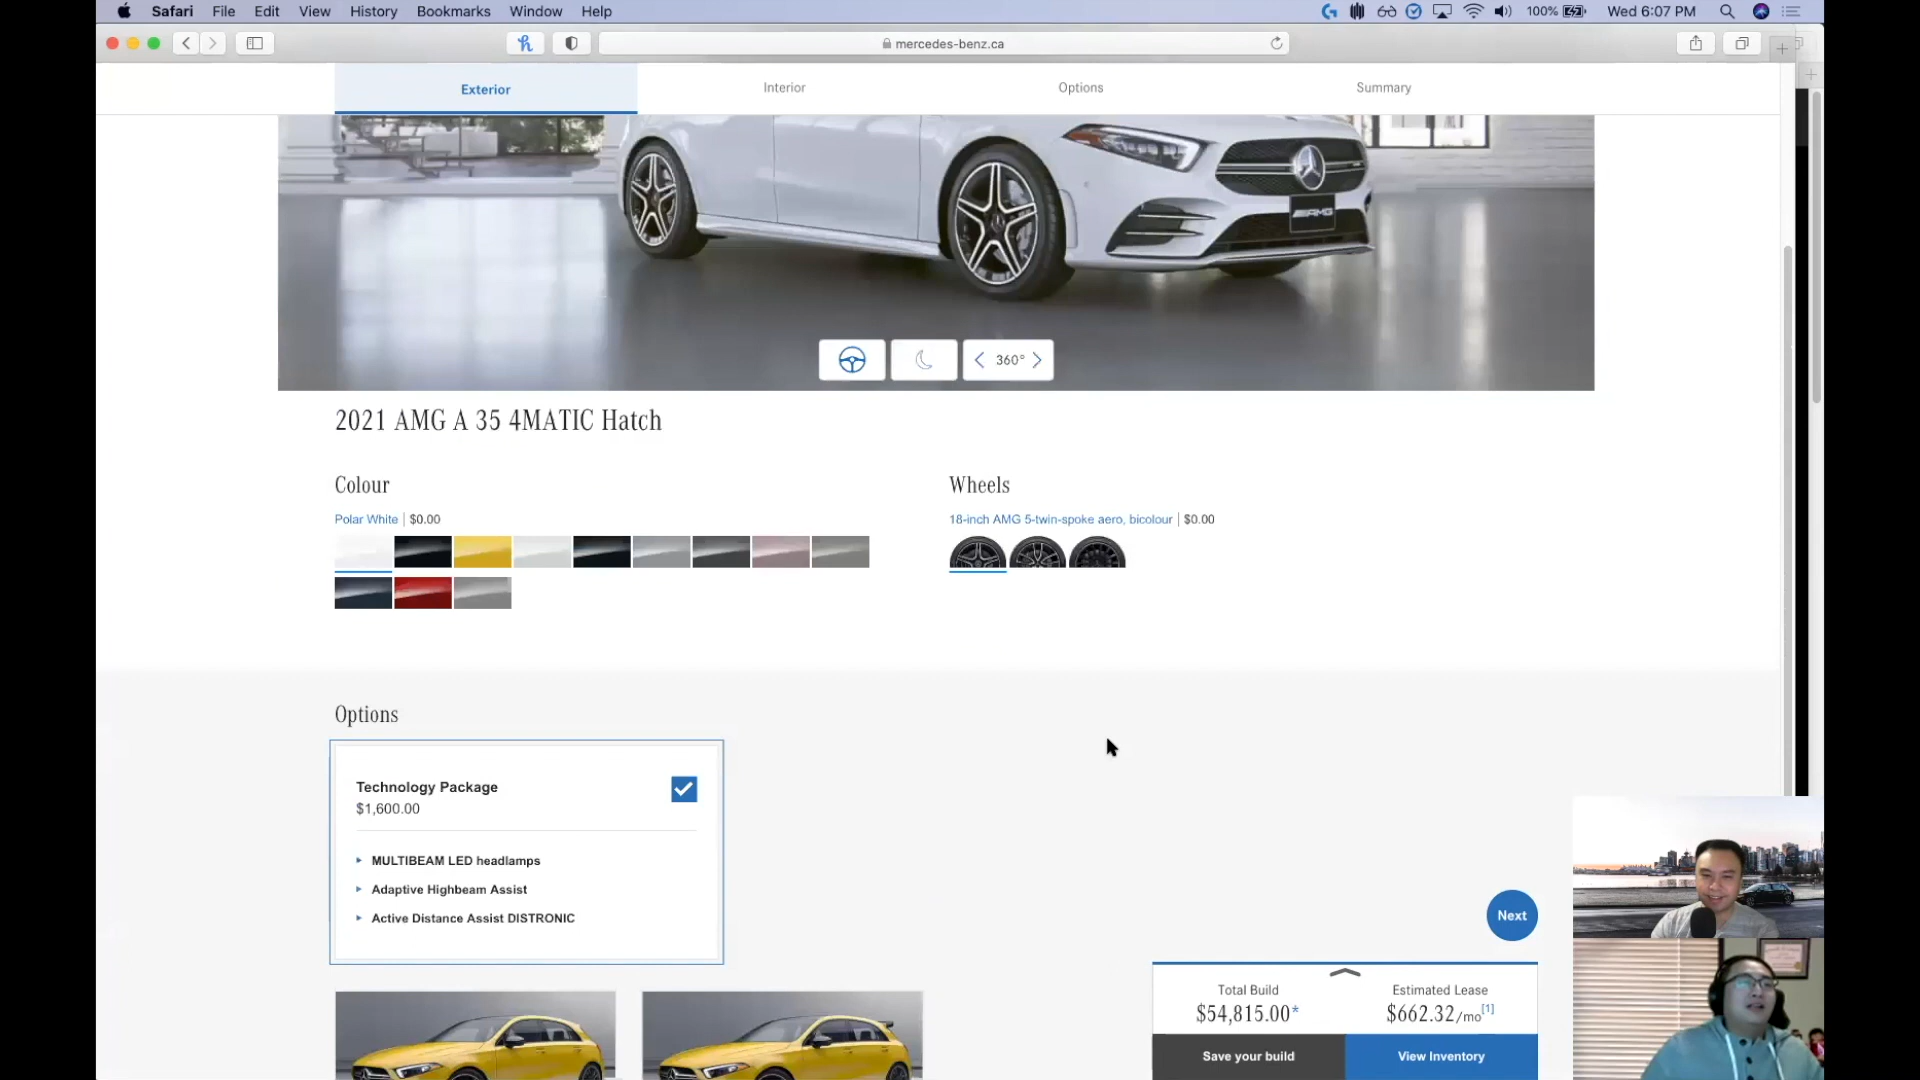 Safari File Edit View History Bookmarks Window Help 100% Wed 6:07 PM
mercedes-benz.ca
Exterior Interior Options Summary
AMG
360°
2021 AMG A 35 4MATIC Hatch
Colour
Polar White | $0.00
Wheels
18-inch AMG 5-twin-spoke aero, bicolour | $0.00
Options
Technology Package
$1,600.00
MULTIBEAM LED headlamps
Adaptive Highbeam Assist
Active Distance Assist DISTRONIC
Next
Total Build Estimated Lease
$54,815.00* $662.32/mo[1]
Save your build View Inventory